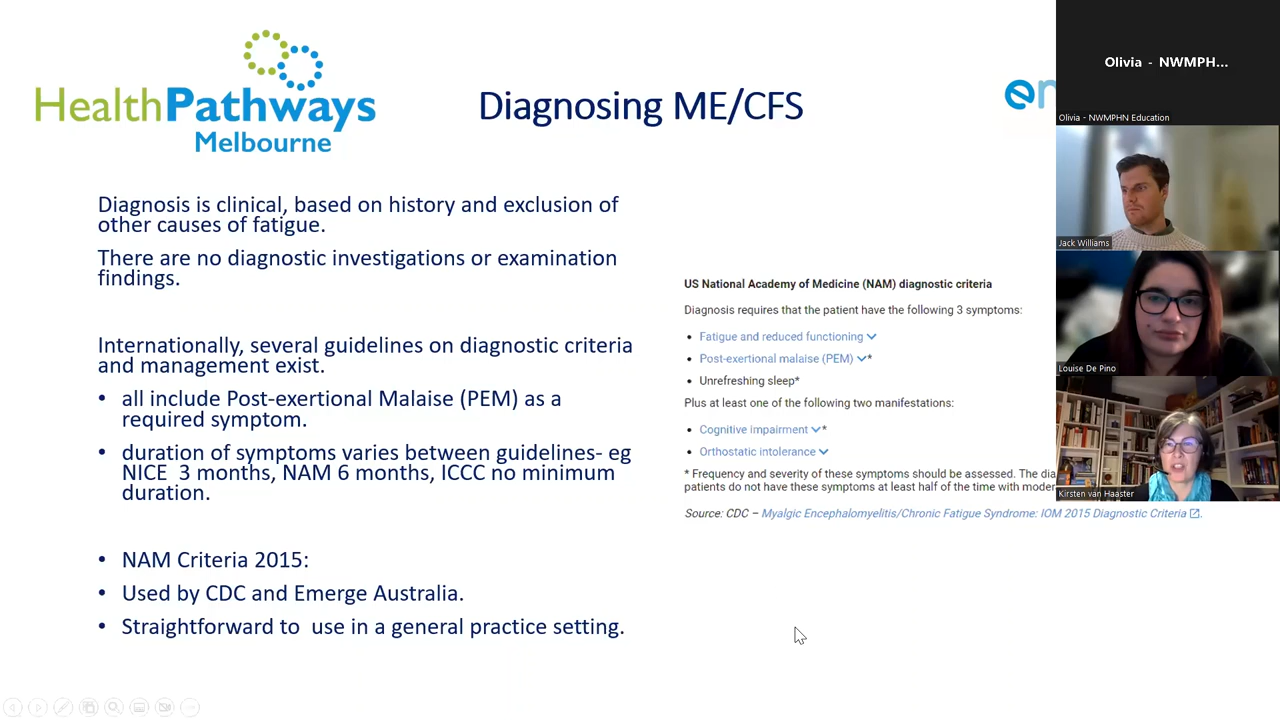 HealthPathways
Melbourne
Diagnosing ME/CFS
Diagnosis is clinical, based on history and exclusion of
other causes of fatigue.
There are no diagnostic investigations or examination
findings.
Internationally, several guidelines on diagnostic criteria
and management exist.
• all include Post-exertional Malaise (PEM) as a
required symptom.
• duration of symptoms varies between guidelines- eg
NICE  3 months, NAM 6 months, ICCC no minimum
duration.
• NAM Criteria 2015:
• Used by CDC and Emerge Australia.
• Straightforward to  use in a general practice setting.
US National Academy of Medicine (NAM) diagnostic criteria
Diagnosis requires that the patient have the following 3 symptoms:
• Fatigue and reduced functioning
• Post-exertional malaise (PEM) *
• Unrefreshing sleep*
Plus at least one of the following two manifestations:
• Cognitive impairment *
• Orthostatic intolerance
* Frequency and severity of these symptoms should be assessed. The dia
patients do not have these symptoms at least half of the time with moder
Source: CDC – Myalgic Encephalomyelitis/Chronic Fatigue Syndrome: IOM 2015 Diagnostic Criteria.
Olivia - NWMPH...
Olivia - NWMPHN Education
Jack Williams
Louise De Pino
Kirsten van Haaster